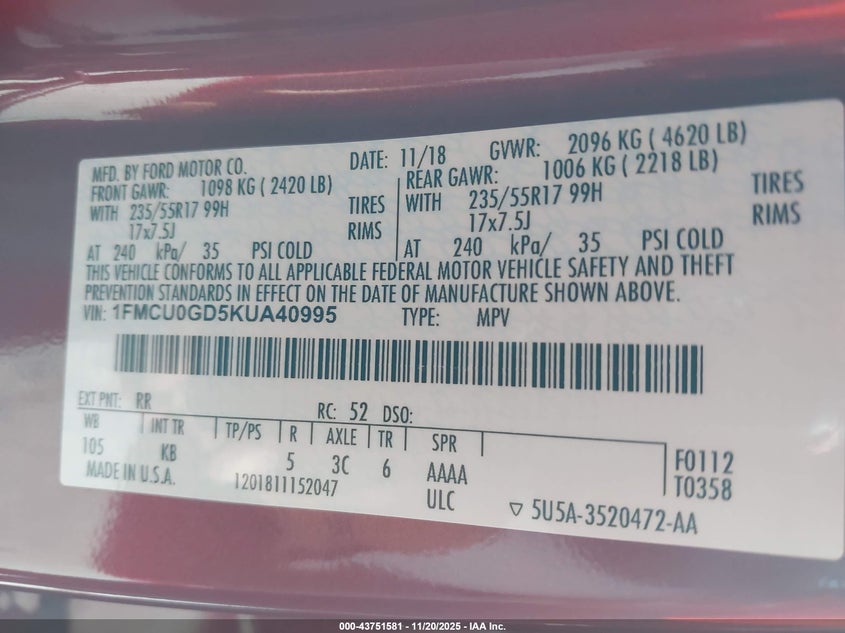 MFD. BY FORD MOTOR CO. DATE: 11/18 GVWR: 2096 KG ( 4620 LB)
FRONT GAWR: 1098 KG ( 2420 LB) REAR GAWR: 1006 KG ( 2218 LB)
WITH 235/55R17 99H TIRES WITH 235/55R17 99H TIRES
17x7.5J RIMS 17x7.5J RIMS
AT 240 kPa/ 35 PSI COLD AT 240 kPa/ 35 PSI COLD
THIS VEHICLE CONFORMS TO ALL APPLICABLE FEDERAL MOTOR VEHICLE SAFETY AND THEFT
PREVENTION STANDARDS IN EFFECT ON THE DATE OF MANUFACTURE SHOWN ABOVE.
VIN: 1FMCU0GD5KUA40995 TYPE: MPV
EXT PNT: RR RC: 52 DSO:
WB INT TR TP/PS R AXLE TR SPR
105 KB 5 3C 6 AAAA F0112
MADE IN U.S.A. 1201811152047 ULC T0358
5U5A-3520472-AA
000-43751581 - 11/20/2025 - IAA Inc.